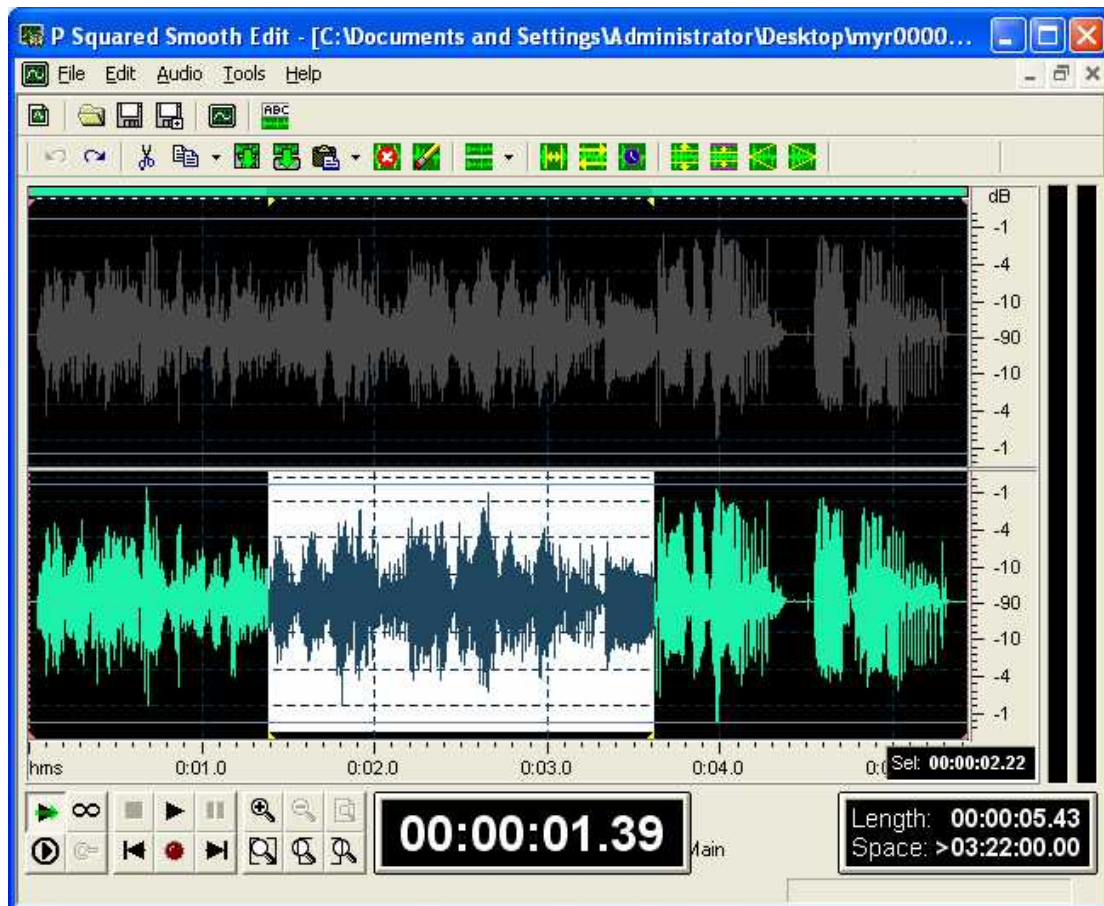 P Squared Smooth Edit - [C:\Documents and Settings\Administrator\Desktop\myr0000...
File Edit Audio Tools Help
ABC
dB
-1
-4
-10
-90
-10
-4
-1
-1
-4
-10
-90
-10
-4
-1
hms 0:01.0 0:02.0 0:03.0 0:04.0 0:0
Sel: 00:00:02.22
00:00:01.39
Main
Length: 00:00:05.43
Space: >03:22:00.00